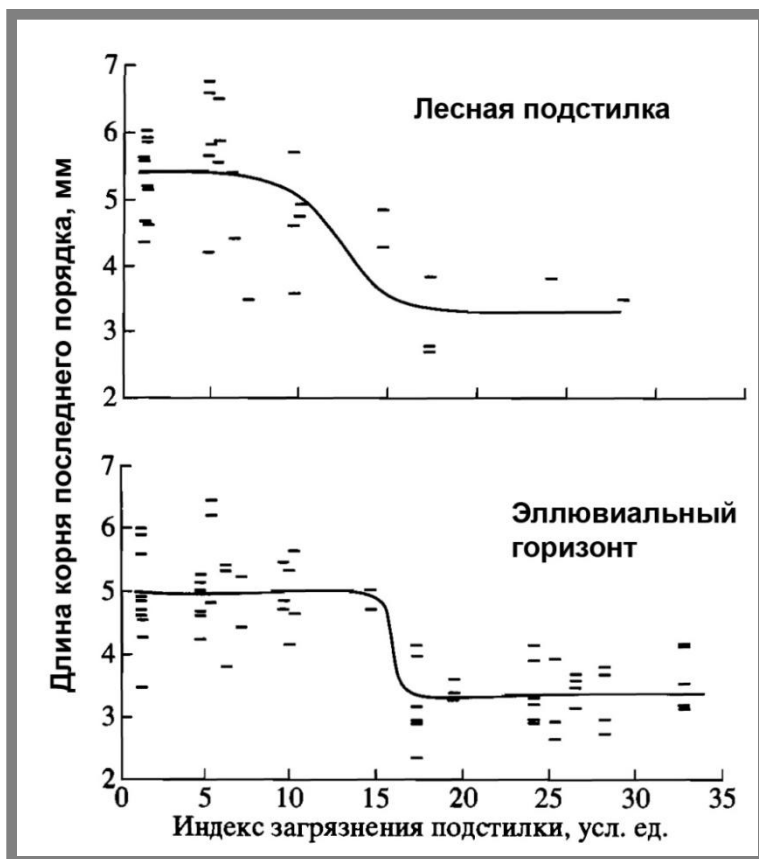 Длина корня последнего порядка, мм
7
6
5
4
3
2
Лесная подстилка
7
6
5
4
3
2
Эллювиальный
горизонт
0 5 10 15 20 25 30 35
Индекс загрязнения подстилки, усл. ед.